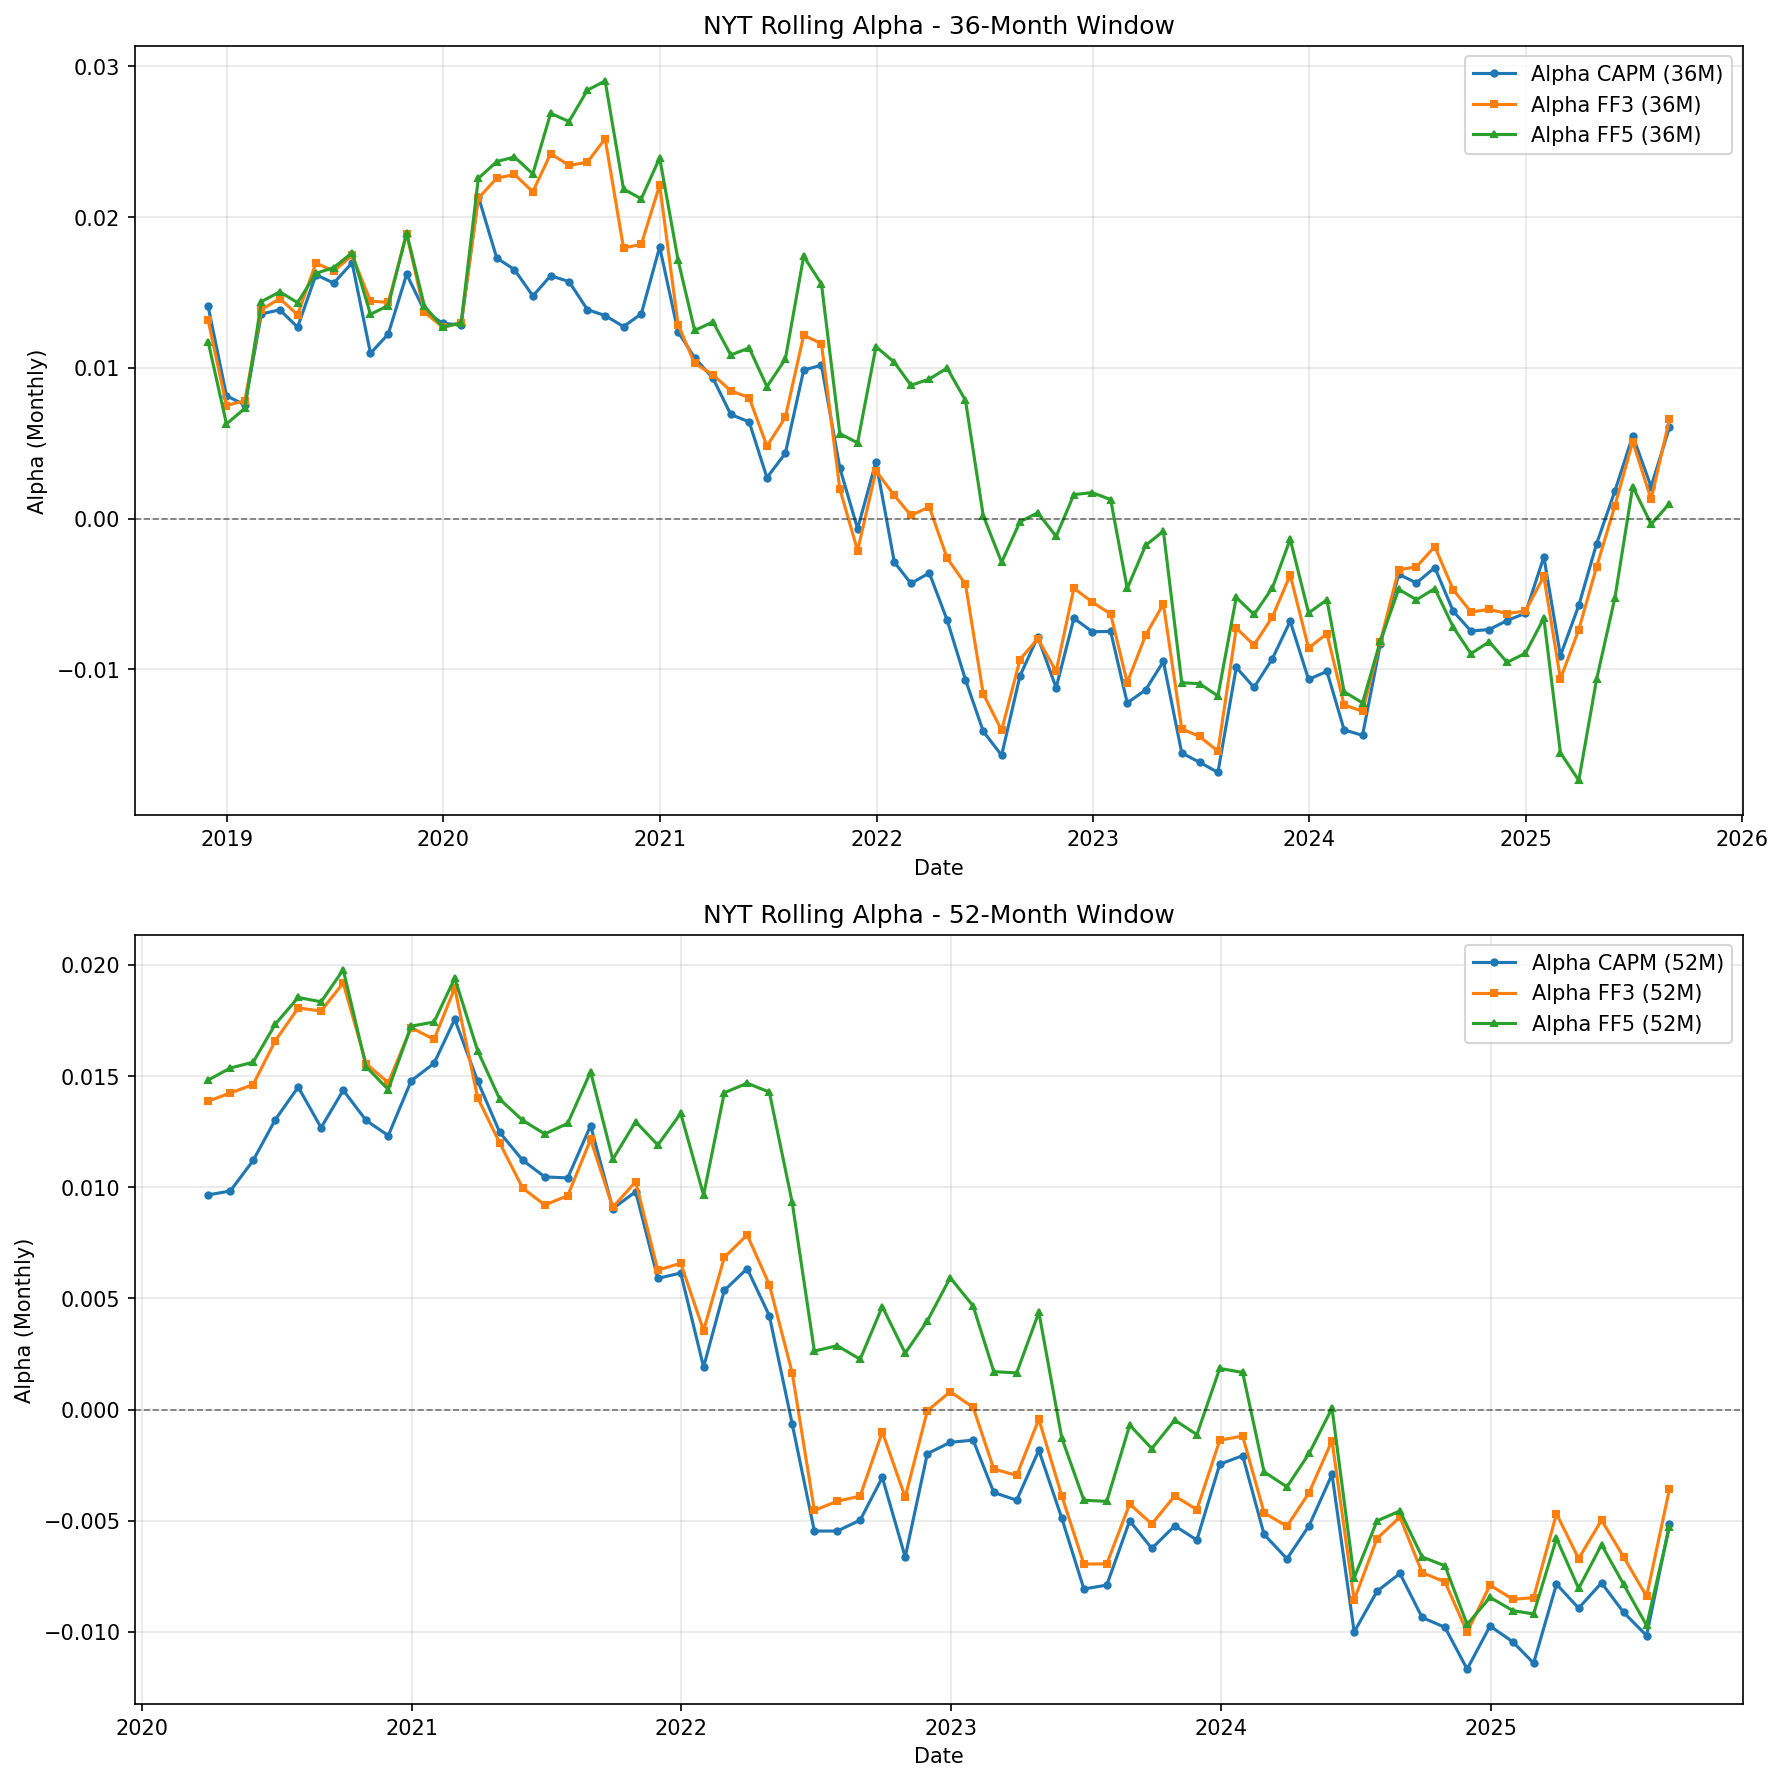 NYT Rolling Alpha - 36-Month Window
Alpha CAPM (36M)
Alpha FF3 (36M)
Alpha FF5 (36M)
0.03
0.02
0.01
0.00
−0.01
Alpha (Monthly)
2019 2020 2021 2022 2023 2024 2025 2026
Date
NYT Rolling Alpha - 52-Month Window
Alpha CAPM (52M)
Alpha FF3 (52M)
Alpha FF5 (52M)
0.020
0.015
0.010
0.005
0.000
−0.005
−0.010
Alpha (Monthly)
2020 2021 2022 2023 2024 2025
Date